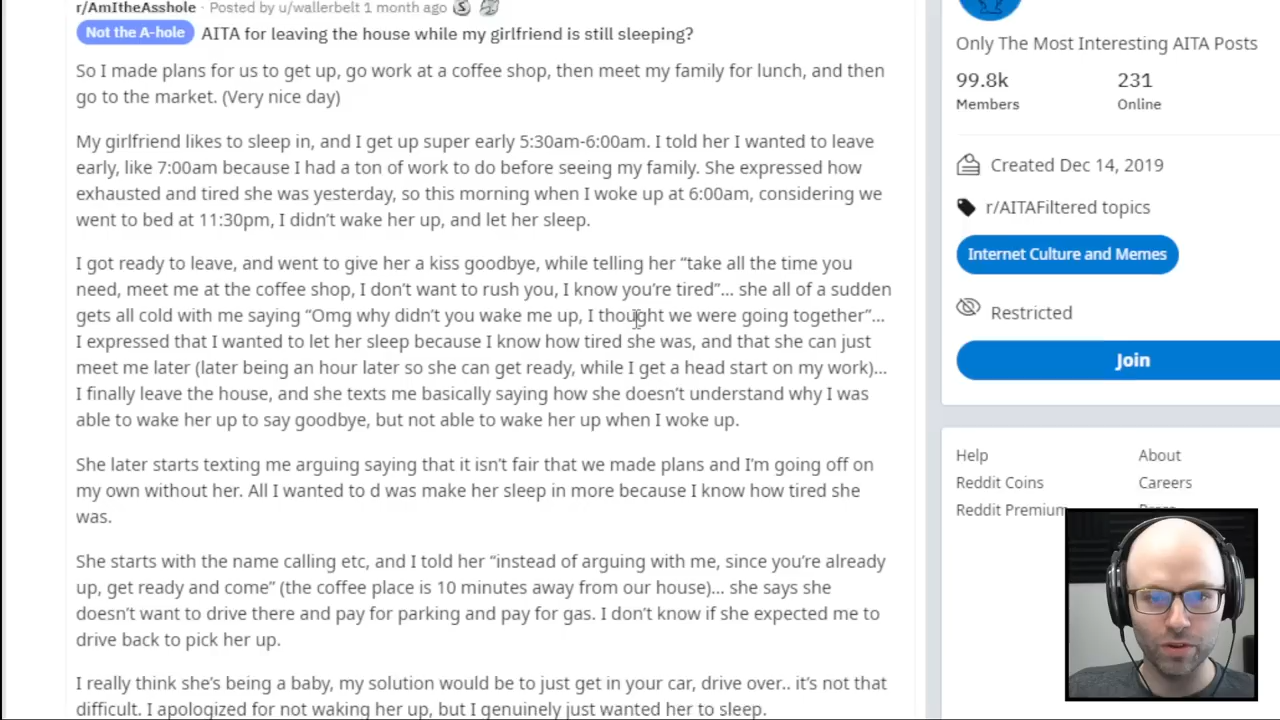 r/AmItheAsshole · Posted by u/wallerbelt 1 month ago
Not the A-hole AITA for leaving the house while my girlfriend is still sleeping?
So I made plans for us to get up, go work at a coffee shop, then meet my family for lunch, and then
go to the market. (Very nice day)
My girlfriend likes to sleep in, and I get up super early 5:30am-6:00am. I told her I wanted to leave
early, like 7:00am because I had a ton of work to do before seeing my family. She expressed how
exhausted and tired she was yesterday, so this morning when I woke up at 6:00am, considering we
went to bed at 11:30pm, I didn’t wake her up, and let her sleep.
I got ready to leave, and went to give her a kiss goodbye, while telling her “take all the time you
need, meet me at the coffee shop, I don’t want to rush you, I know you’re tired”... she all of a sudden
gets all cold with me saying “Omg why didn’t you wake me up, I thought we were going together”...
I expressed that I wanted to let her sleep because I know how tired she was, and that she can just
meet me later (later being an hour later so she can get ready, while I get a head start on my work)...
I finally leave the house, and she texts me basically saying how she doesn’t understand why I was
able to wake her up to say goodbye, but not able to wake her up when I woke up.
She later starts texting me arguing saying that it isn’t fair that we made plans and I’m going off on
my own without her. All I wanted to d was make her sleep in more because I know how tired she
was.
She starts with the name calling etc, and I told her “instead of arguing with me, since you’re already
up, get ready and come” (the coffee place is 10 minutes away from our house)... she says she
doesn’t want to drive there and pay for parking and pay for gas. I don’t know if she expected me to
drive back to pick her up.
I really think she’s being a baby, my solution would be to just get in your car, drive over.. it’s not that
difficult. I apologized for not waking her up, but I genuinely just wanted her to sleep.
Only The Most Interesting AITA Posts
99.8k 231
Members Online
Created Dec 14, 2019
r/AITAFiltered topics
Internet Culture and Memes
Restricted
Join
Help About
Reddit Coins Careers
Reddit Premium